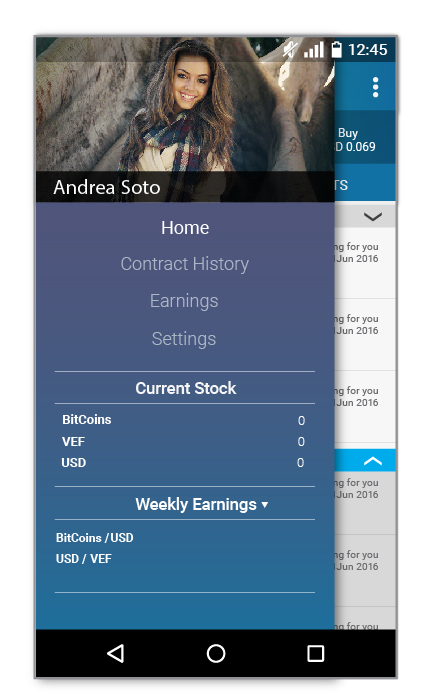 12:45
Buy
D 0.069
Andrea Soto
TS
Home
Contract History
Earnings
Settings
Current Stock
BitCoins 0
VEF 0
USD 0
Weekly Earnings ▾
BitCoins /USD
USD / VEF
ng for you
Jun 2016
ng for you
Jun 2016
ng for you
Jun 2016
ng for you
Jun 2016
ng for you
Jun 2016
ng for you